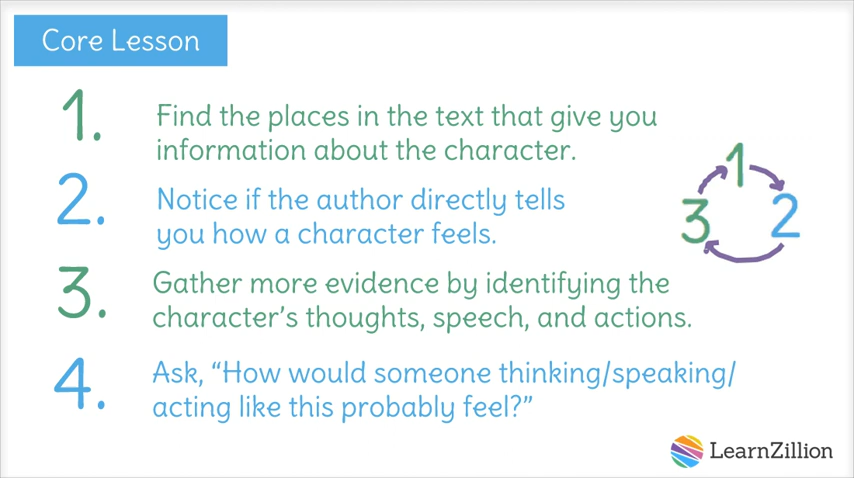 Core Lesson
1.
Find the places in the text that give you
information about the character.
2.
Notice if the author directly tells
you how a character feels.
3.
Gather more evidence by identifying the
character's thoughts, speech, and actions.
4.
Ask, “How would someone thinking/speaking/
acting like this probably feel?”
1
2
3
LearnZillion